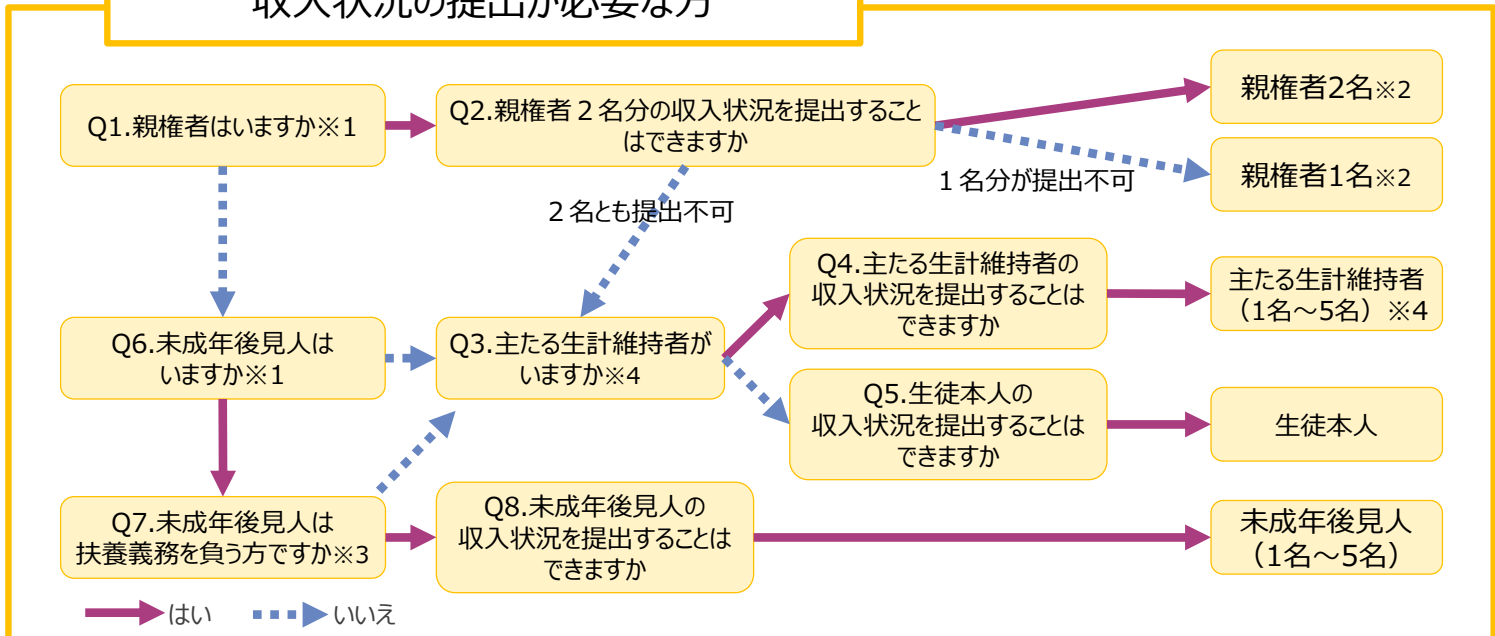 収入状況の提出が必要な方
Q1.親権者はいますか※1
Q2.親権者２名分の収入状況を提出すること
はできますか
親権者2名※2
親権者1名※2
１名分が提出不可
２名とも提出不可
Q4.主たる生計維持者の
収入状況を提出することは
できますか
主たる生計維持者
（1名～5名）※4
Q6.未成年後見人は
いますか※1
Q3.主たる生計維持者が
いますか※4
Q5.生徒本人の
収入状況を提出することは
できますか
生徒本人
Q7.未成年後見人は
扶養義務を負う方ですか※3
Q8.未成年後見人の
収入状況を提出することは
できますか
未成年後見人
（1名～5名）
はい
いいえ